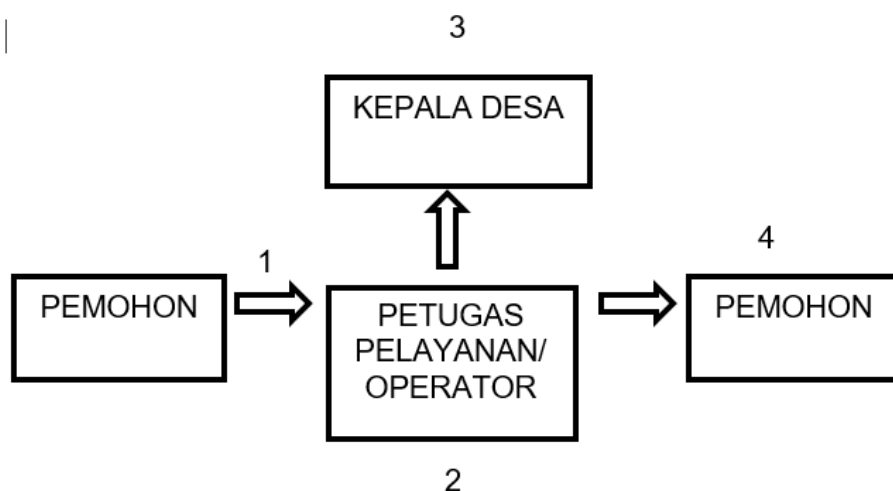 3
KEPALA DESA
1
4
PEMOHON
PETUGAS
PELAYANAN/
OPERATOR
PEMOHON
2